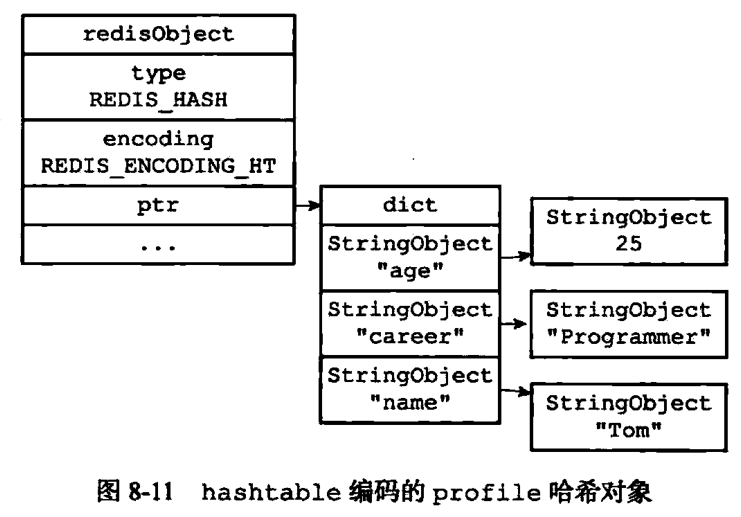 redisObject
type
REDIS_HASH
encoding
REDIS_ENCODING_HT
ptr
...
dict
StringObject
"age"
StringObject
"career"
StringObject
"name"
StringObject
25
StringObject
"Programmer"
StringObject
"Tom"
图 8-11 hashtable 编码的 profile 哈希对象